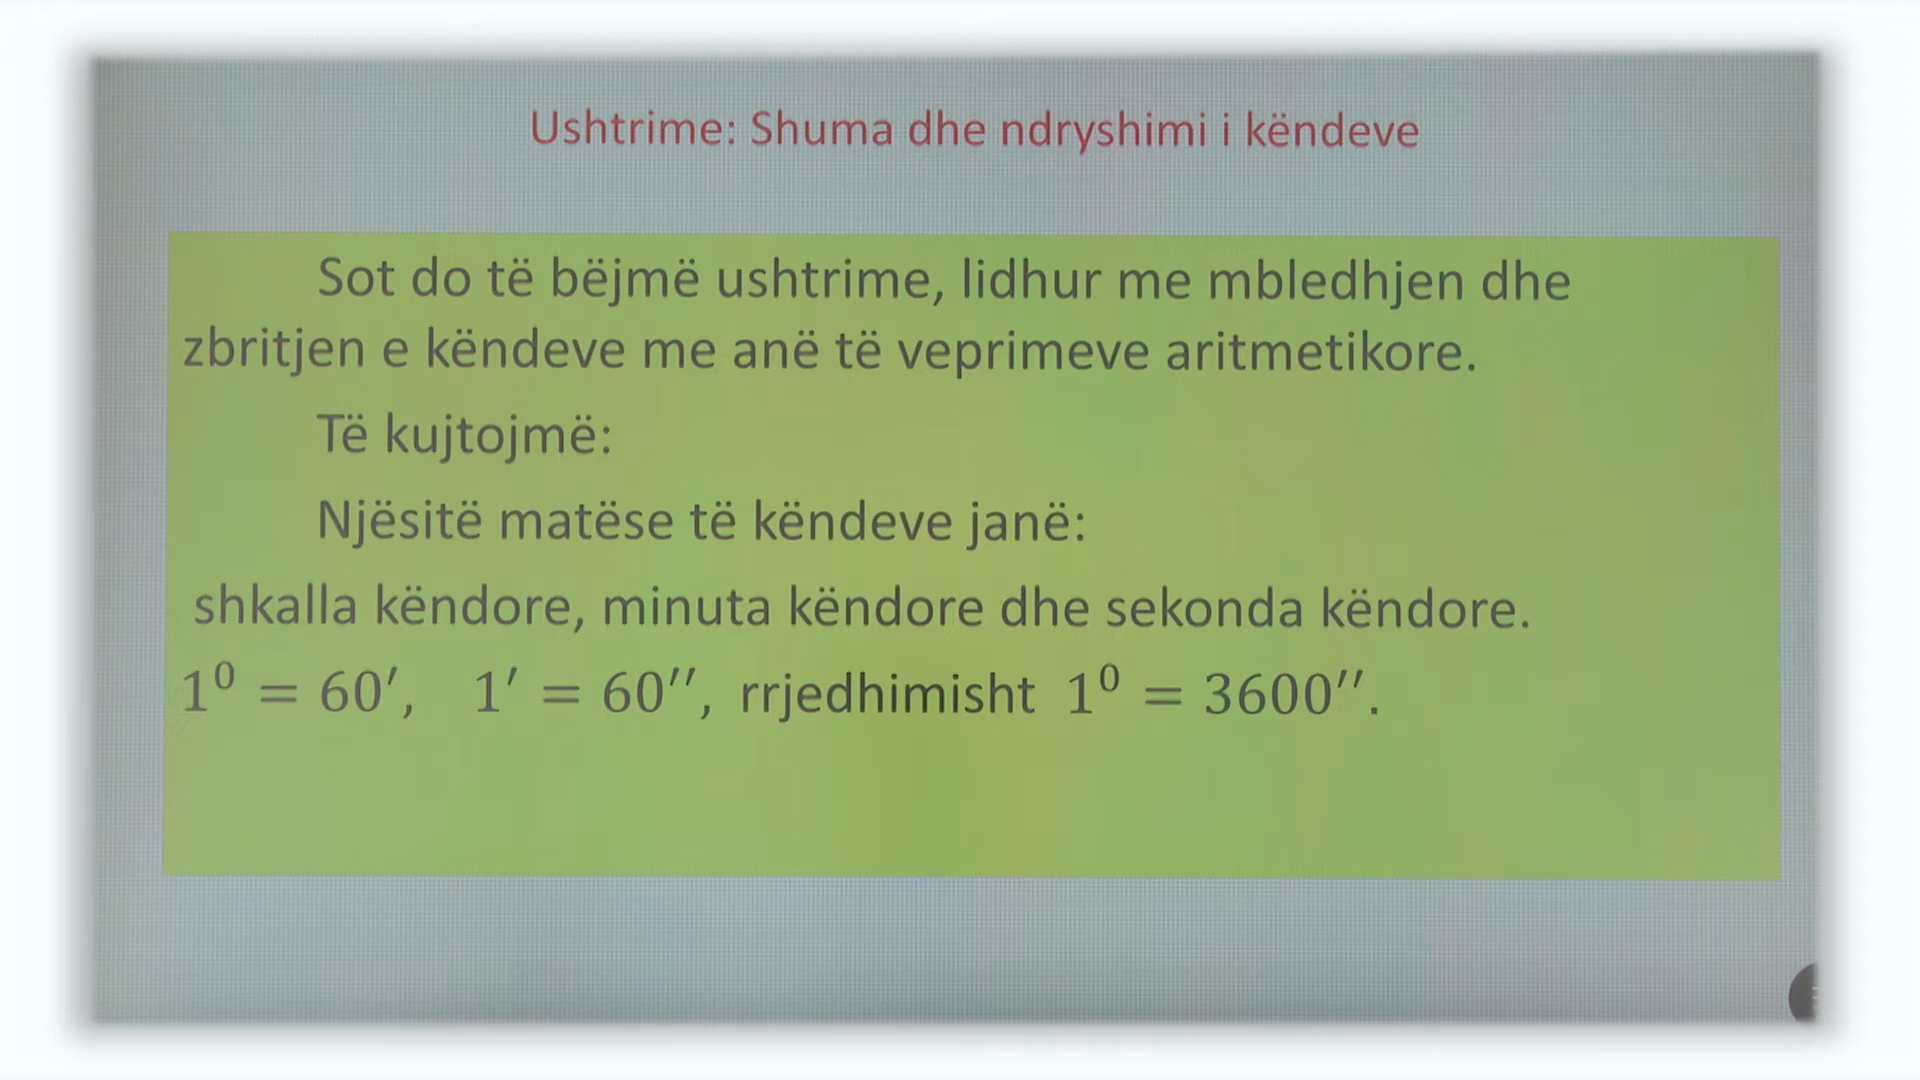 Ushtrime: Shuma dhe ndryshimi i këndeve
Sot do të bëjmë ushtrime, lidhur me mbledhjen dhe
zbritjen e këndeve me anë të veprimeve aritmetikore.
Të kujtojmë:
Njësitë matëse të këndeve janë:
shkalla këndore, minuta këndore dhe sekonda këndore.
1⁰ = 60′, 1′ = 60′′, rrjedhimisht 1⁰ = 3600′′.